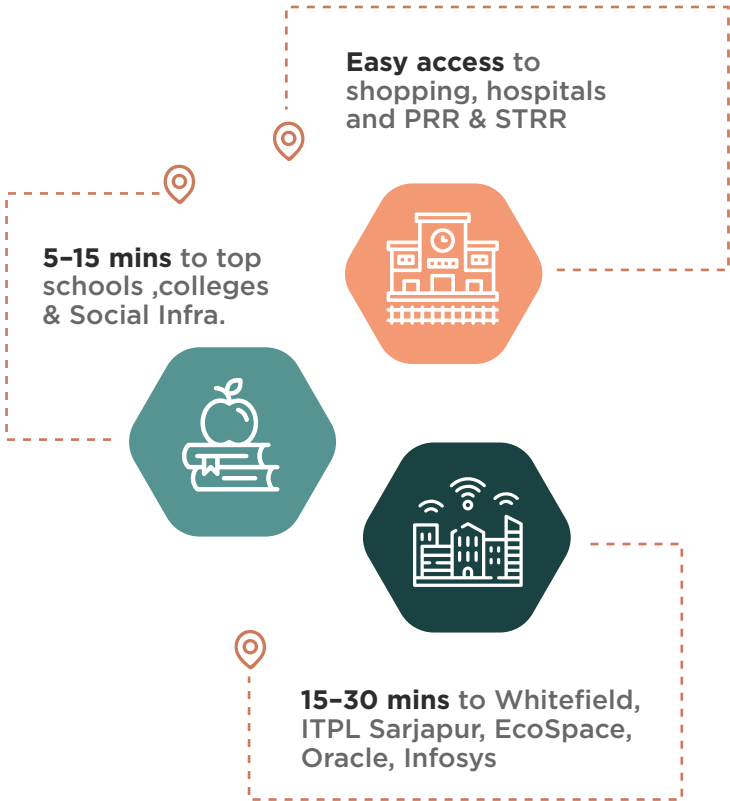 Easy access to
shopping, hospitals
and PRR & STRR
5–15 mins to top
schools ,colleges
& Social Infra.
15–30 mins to Whitefield,
ITPL Sarjapur, EcoSpace,
Oracle, Infosys